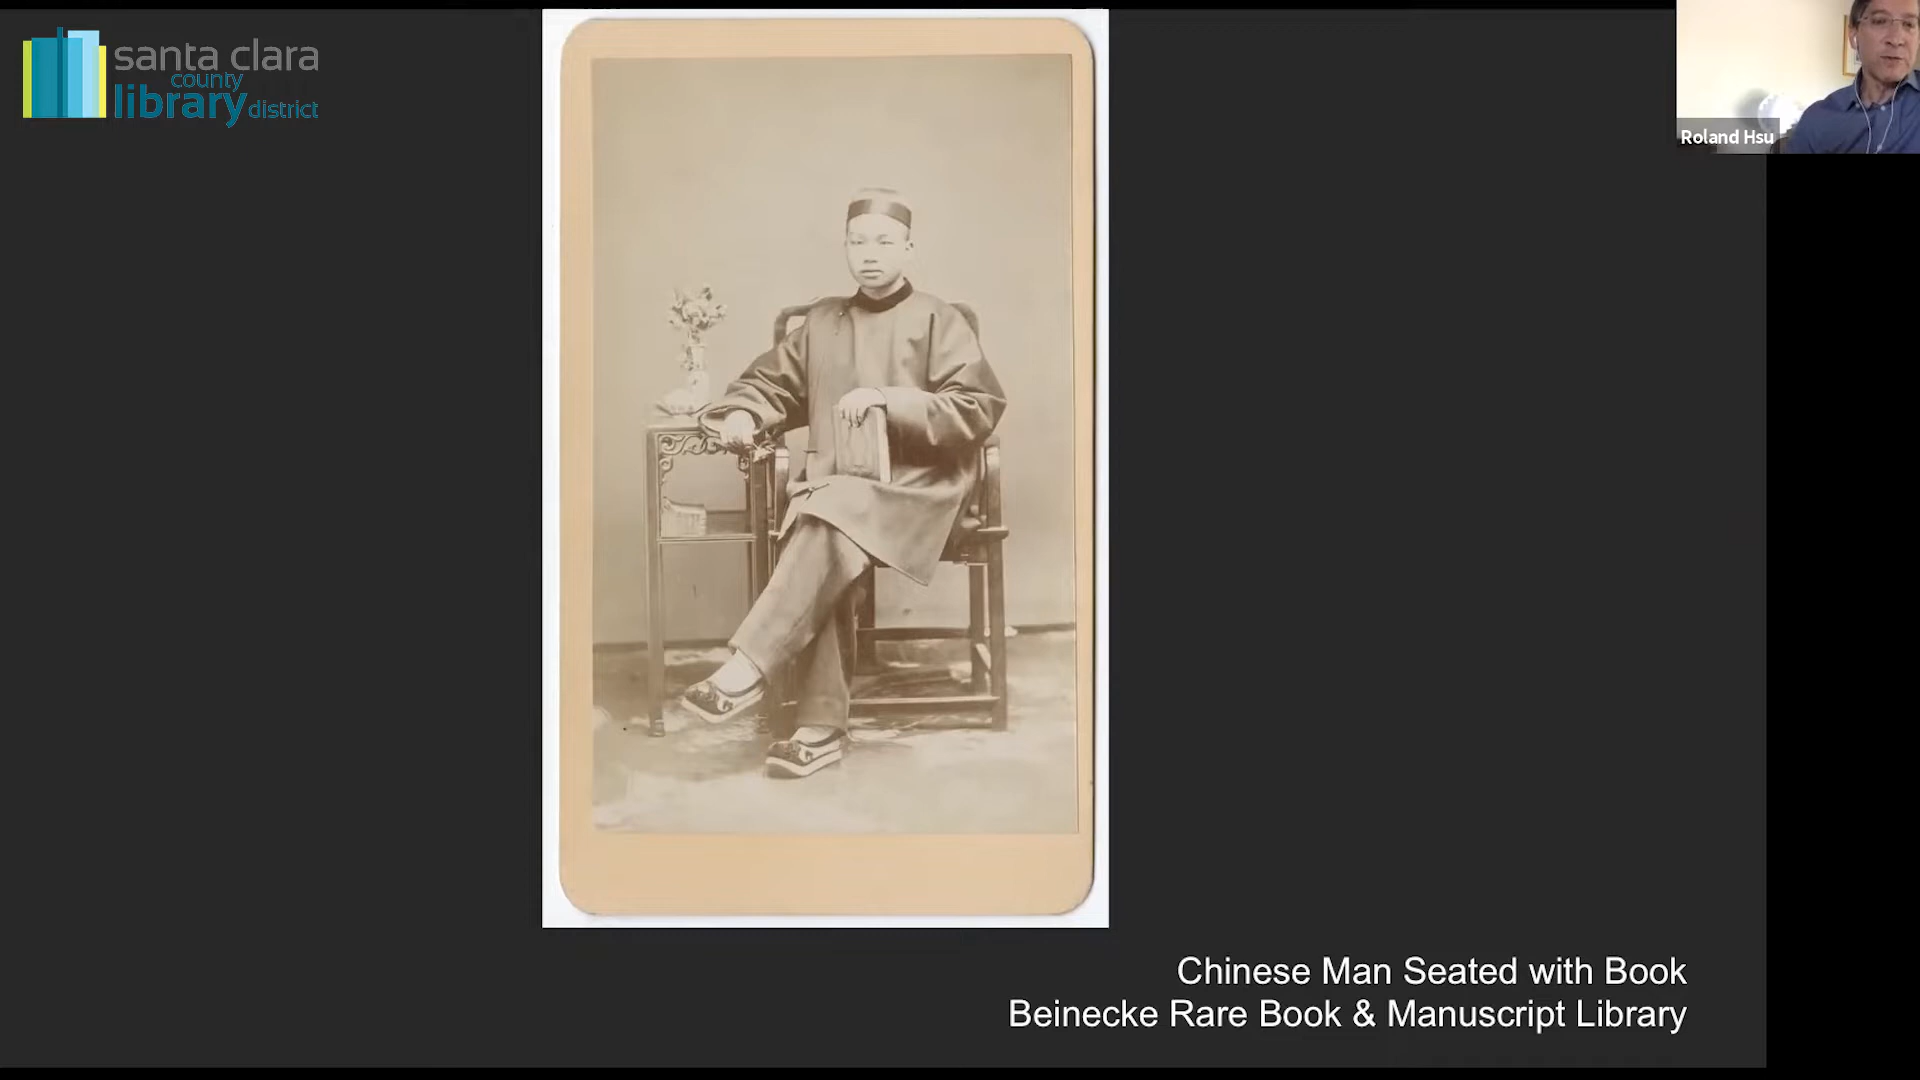 santa clara
county
library district
Roland Hsu
Chinese Man Seated with Book
Beinecke Rare Book & Manuscript Library